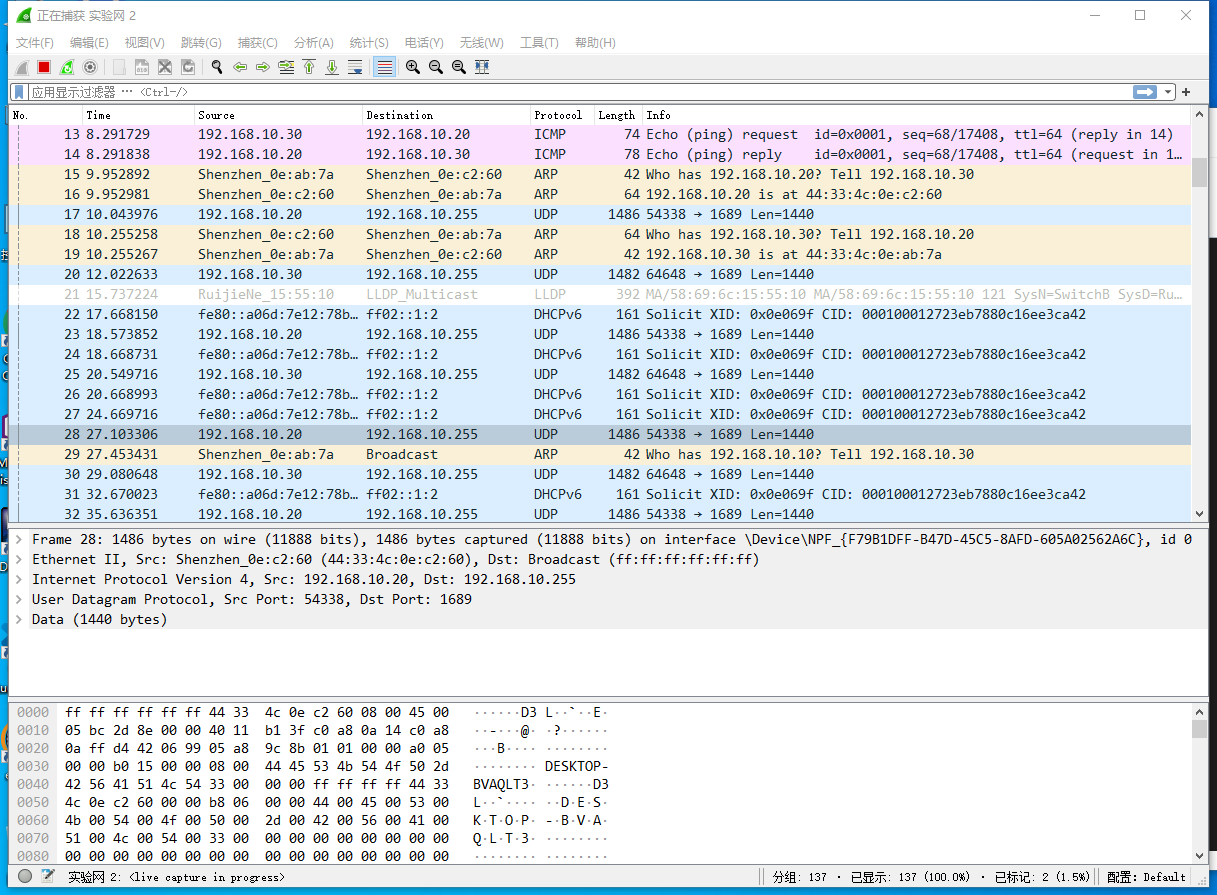 正在捕获 实验网 2
文件(F) 编辑(E) 视图(V) 跳转(G) 捕获(C) 分析(A) 统计(S) 电话(Y) 无线(W) 工具(T) 帮助(H)
应用显示过滤器 … <Ctrl-/>
No. Time Source Destination Protocol Length Info
13 8.291729 192.168.10.30 192.168.10.20 ICMP 74 Echo (ping) request id=0x0001, seq=68/17408, ttl=64 (reply in 14)
14 8.291838 192.168.10.20 192.168.10.30 ICMP 78 Echo (ping) reply id=0x0001, seq=68/17408, ttl=64 (request in 1…
15 9.952892 Shenzhen_0e:ab:7a Shenzhen_0e:c2:60 ARP 42 Who has 192.168.10.20? Tell 192.168.10.30
16 9.952981 Shenzhen_0e:c2:60 Shenzhen_0e:ab:7a ARP 64 192.168.10.20 is at 44:33:4c:0e:c2:60
17 10.043976 192.168.10.20 192.168.10.255 UDP 1486 54338 → 1689 Len=1440
18 10.255258 Shenzhen_0e:c2:60 Shenzhen_0e:ab:7a ARP 64 Who has 192.168.10.30? Tell 192.168.10.20
19 10.255267 Shenzhen_0e:ab:7a Shenzhen_0e:c2:60 ARP 42 192.168.10.30 is at 44:33:4c:0e:ab:7a
20 12.022633 192.168.10.30 192.168.10.255 UDP 1482 64648 → 1689 Len=1440
21 15.737224 RuijieNe_15:55:10 LLDP_Multicast LLDP 392 MA/58:69:6c:15:55:10 MA/58:69:6c:15:55:10 121 SysN=SwitchB SysD=Ru…
22 17.668150 fe80::a06d:7e12:78b… ff02::1:2 DHCPv6 161 Solicit XID: 0x0e069f CID: 000100012723eb7880c16ee3ca42
23 18.573852 192.168.10.20 192.168.10.255 UDP 1486 54338 → 1689 Len=1440
24 18.668731 fe80::a06d:7e12:78b… ff02::1:2 DHCPv6 161 Solicit XID: 0x0e069f CID: 000100012723eb7880c16ee3ca42
25 20.549716 192.168.10.30 192.168.10.255 UDP 1482 64648 → 1689 Len=1440
26 20.668993 fe80::a06d:7e12:78b… ff02::1:2 DHCPv6 161 Solicit XID: 0x0e069f CID: 000100012723eb7880c16ee3ca42
27 24.669716 fe80::a06d:7e12:78b… ff02::1:2 DHCPv6 161 Solicit XID: 0x0e069f CID: 000100012723eb7880c16ee3ca42
28 27.103306 192.168.10.20 192.168.10.255 UDP 1486 54338 → 1689 Len=1440
29 27.453431 Shenzhen_0e:ab:7a Broadcast ARP 42 Who has 192.168.10.10? Tell 192.168.10.30
30 29.080648 192.168.10.30 192.168.10.255 UDP 1482 64648 → 1689 Len=1440
31 32.670023 fe80::a06d:7e12:78b… ff02::1:2 DHCPv6 161 Solicit XID: 0x0e069f CID: 000100012723eb7880c16ee3ca42
32 35.636351 192.168.10.20 192.168.10.255 UDP 1486 54338 → 1689 Len=1440
Frame 28: 1486 bytes on wire (11888 bits), 1486 bytes captured (11888 bits) on interface \Device\NPF_{F79B1DFF-B47D-45C5-8AFD-605A02562A6C}, id 0
Ethernet II, Src: Shenzhen_0e:c2:60 (44:33:4c:0e:c2:60), Dst: Broadcast (ff:ff:ff:ff:ff:ff)
Internet Protocol Version 4, Src: 192.168.10.20, Dst: 192.168.10.255
User Datagram Protocol, Src Port: 54338, Dst Port: 1689
Data (1440 bytes)
0000 ff ff ff ff ff ff 44 33 4c 0e c2 60 08 00 45 00 ······D3 L··`··E·
0010 05 bc 2d 8e 00 00 40 11 b1 3f c0 a8 0a 14 c0 a8 ··-···@· ·?······
0020 0a ff d4 42 06 99 05 a8 9c 8b 01 01 00 00 a0 05 ···B···· ········
0030 00 00 b0 15 00 00 08 00 44 45 53 4b 54 4f 50 2d ········ DESKTOP-
0040 42 56 41 51 4c 54 33 00 00 00 ff ff ff ff 44 33 BVAQLT3· ······D3
0050 4c 0e c2 60 00 00 b8 06 00 00 44 00 45 00 53 00 L··`···· ··D·E·S·
0060 4b 00 54 00 4f 00 50 00 2d 00 42 00 56 00 41 00 K·T·O·P· -·B·V·A·
0070 51 00 4c 00 54 00 33 00 00 00 00 00 00 00 00 00 Q·L·T·3· ········
0080 00 00 00 00 00 00 00 00 00 00 00 00 00 00 00 00 ········ ········
实验网 2: <live capture in progress> 分组: 137 · 已显示: 137 (100.0%) · 已标记: 2 (1.5%) 配置: Default